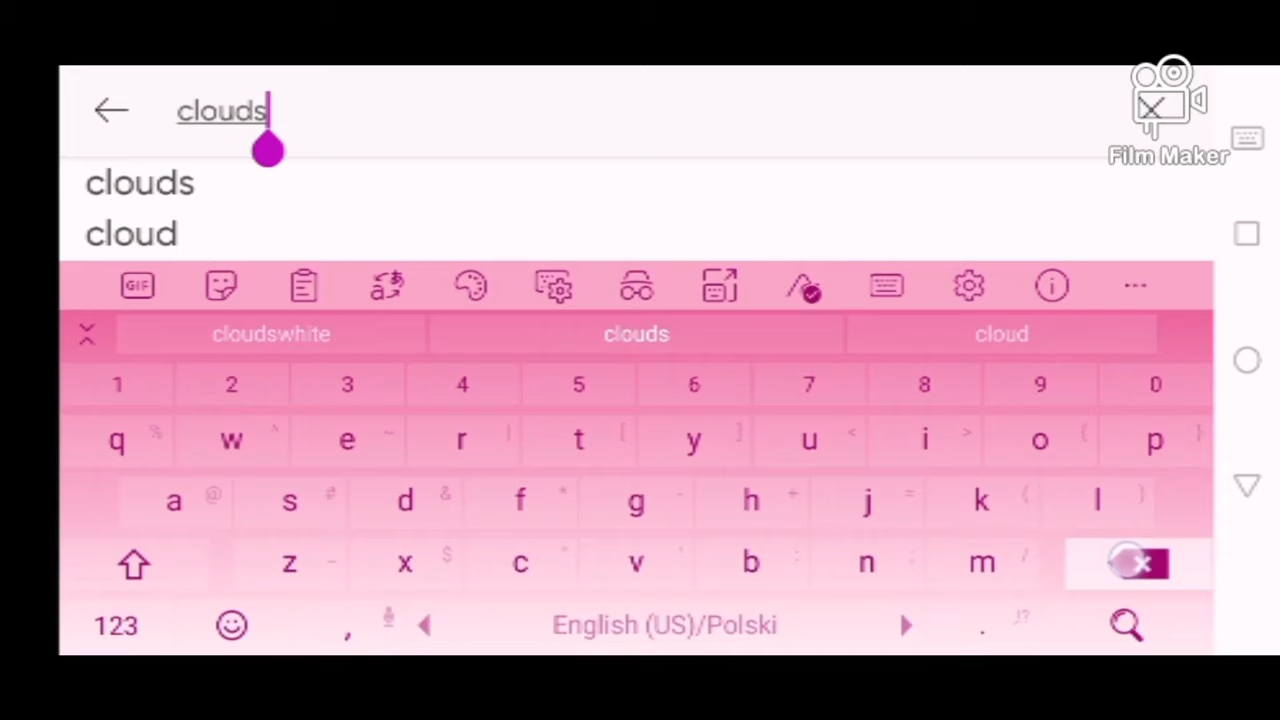 clouds
Film Maker
clouds
cloud
GIF
cloudswhite clouds cloud
1 2 3 4 5 6 7 8 9 0
q % w ^ e ~ r | t [ y ] u < i > o { p }
a @ s # d & f * g - h + j = k ( l )
z _ x $ c " v ' b : n ; m /
123 , English (US)/Polski . !?